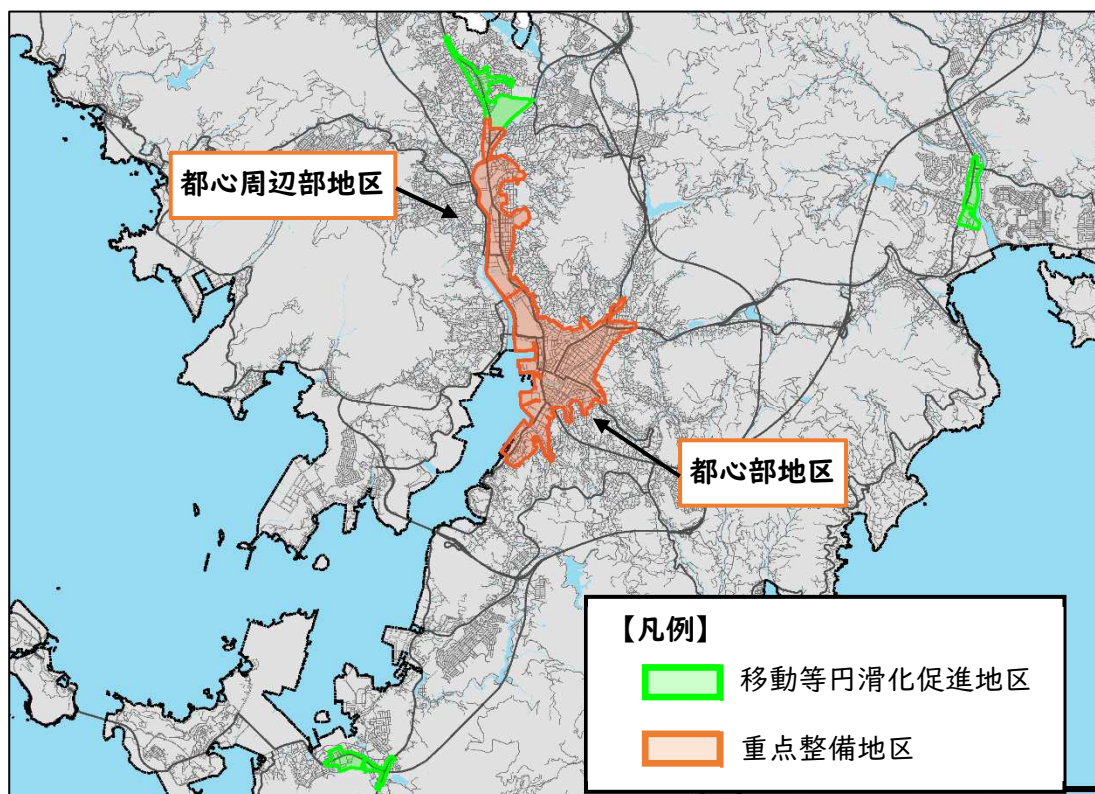 都心周辺部地区
都心部地区
【凡例】
移動等円滑化促進地区
重点整備地区